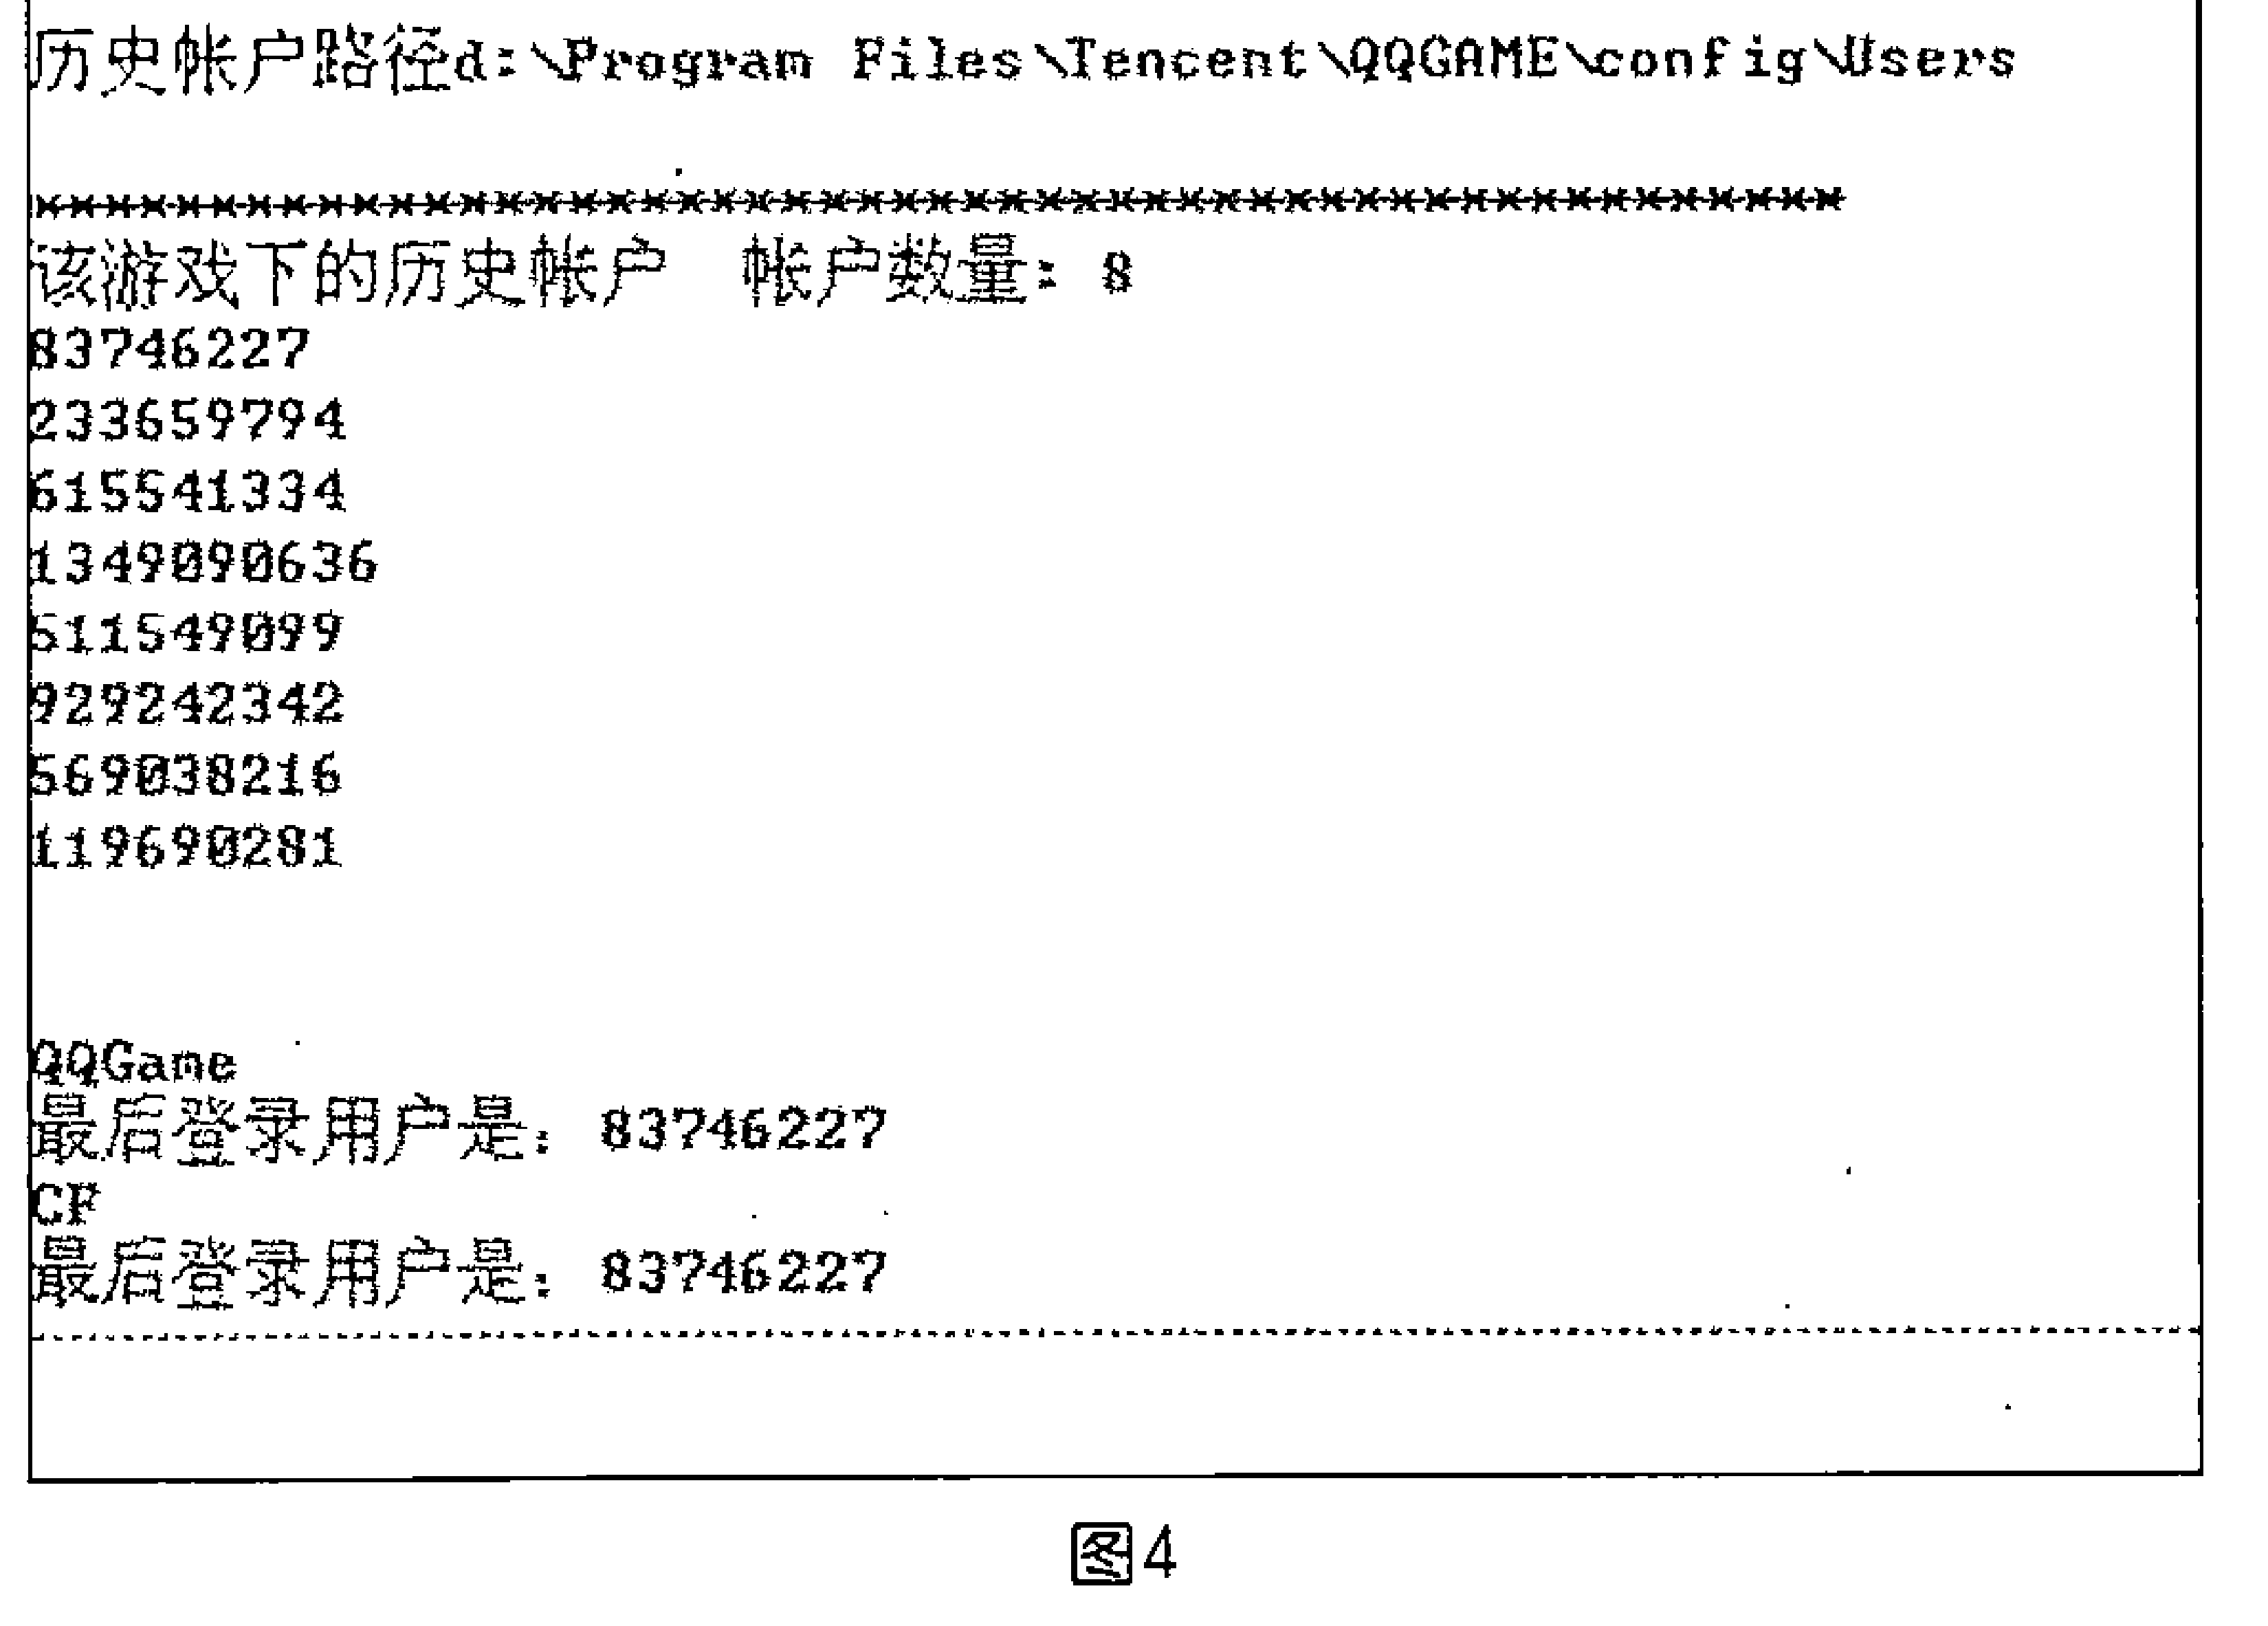 历史帐户路径d:\Program Files\Tencent\QQGAME\config\Users
***************************************************
该游戏下的历史帐户  帐户数量: 8
83746227
233659794
615541334
1349090636
511549099
929242342
569038216
119690281
QQGame
最后登录用户是: 83746227
CF
最后登录用户是: 83746227
图4